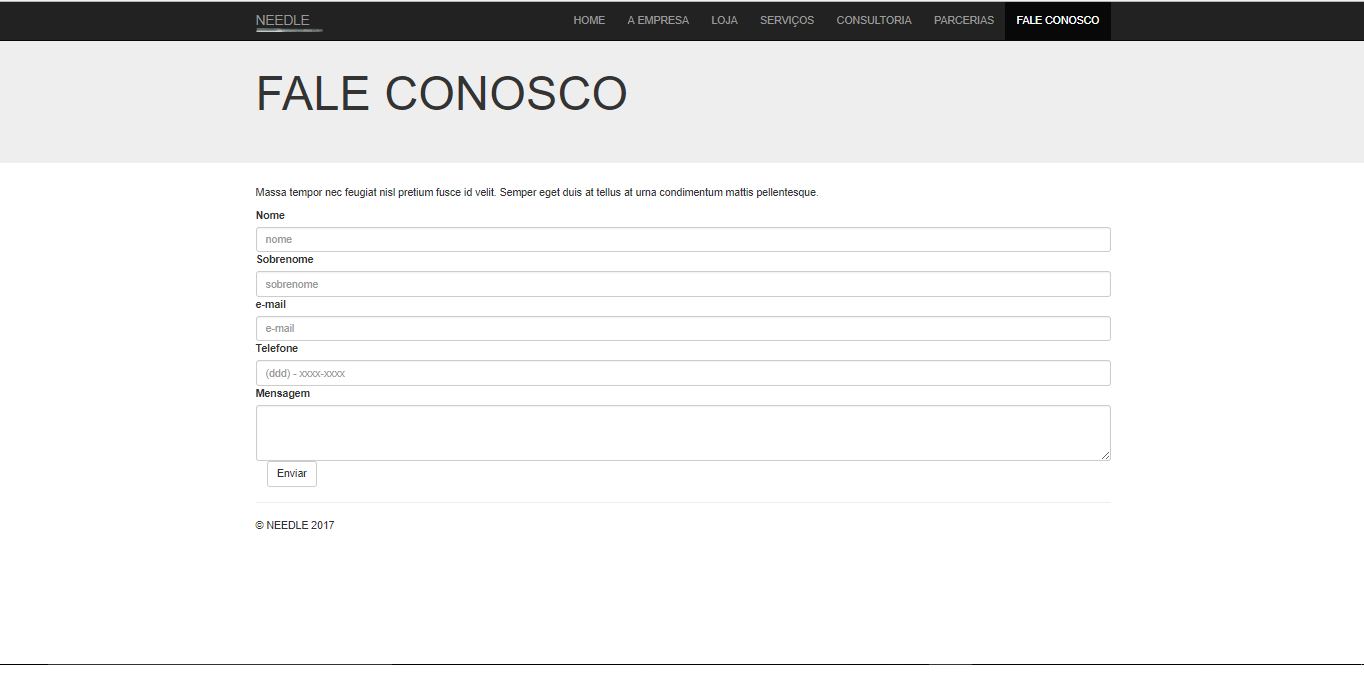 NEEDLE HOME A EMPRESA LOJA SERVIÇOS CONSULTORIA PARCERIAS FALE CONOSCO
FALE CONOSCO
Massa tempor nec feugiat nisl pretium fusce id velit. Semper eget duis at tellus at urna condimentum mattis pellentesque.
Nome
nome
Sobrenome
sobrenome
e-mail
e-mail
Telefone
(ddd) - xxxx-xxxx
Mensagem
Enviar
© NEEDLE 2017